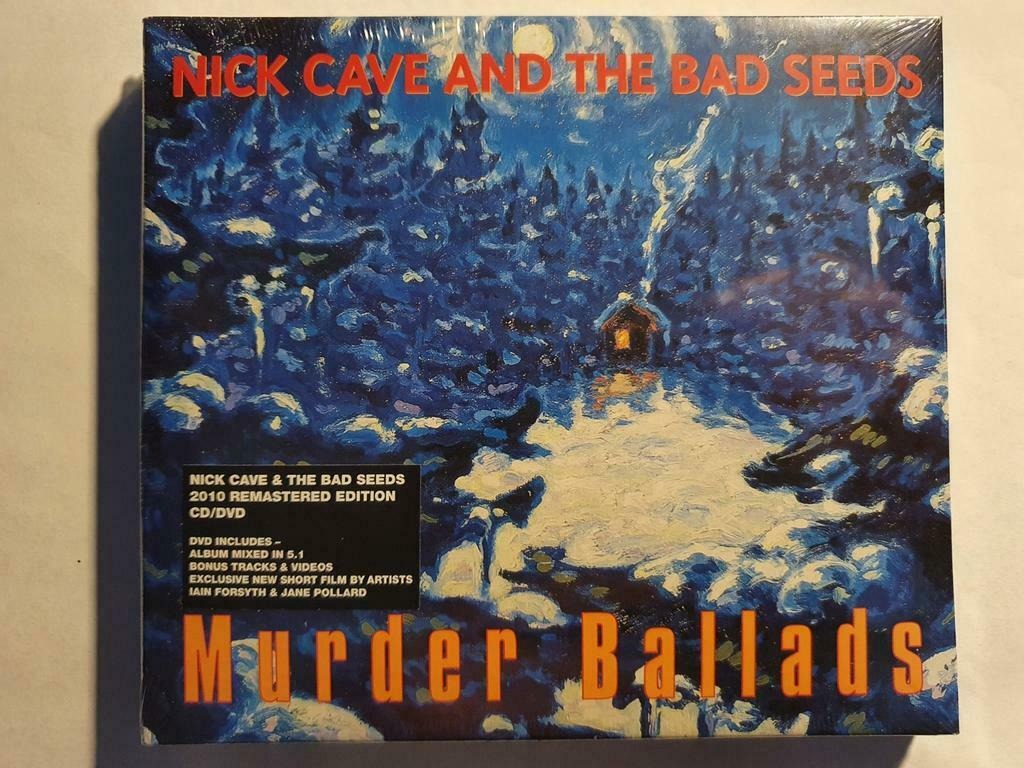 NICK CAVE AND THE BAD SEEDS
NICK CAVE & THE BAD SEEDS
2010 REMASTERED EDITION
CD/DVD
DVD INCLUDES –
ALBUM MIXED IN 5.1
BONUS TRACKS & VIDEOS
EXCLUSIVE NEW SHORT FILM BY ARTISTS
IAIN FORSYTH & JANE POLLARD
Murder Ballads